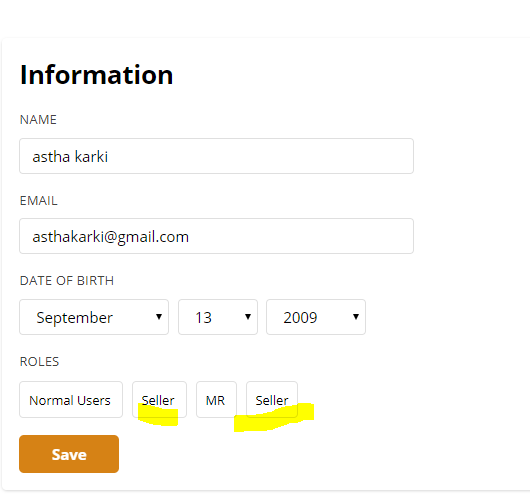 Information
NAME
astha karki
EMAIL
asthakarki@gmail.com
DATE OF BIRTH
September 13 2009
ROLES
Normal Users Seller MR Seller
Save